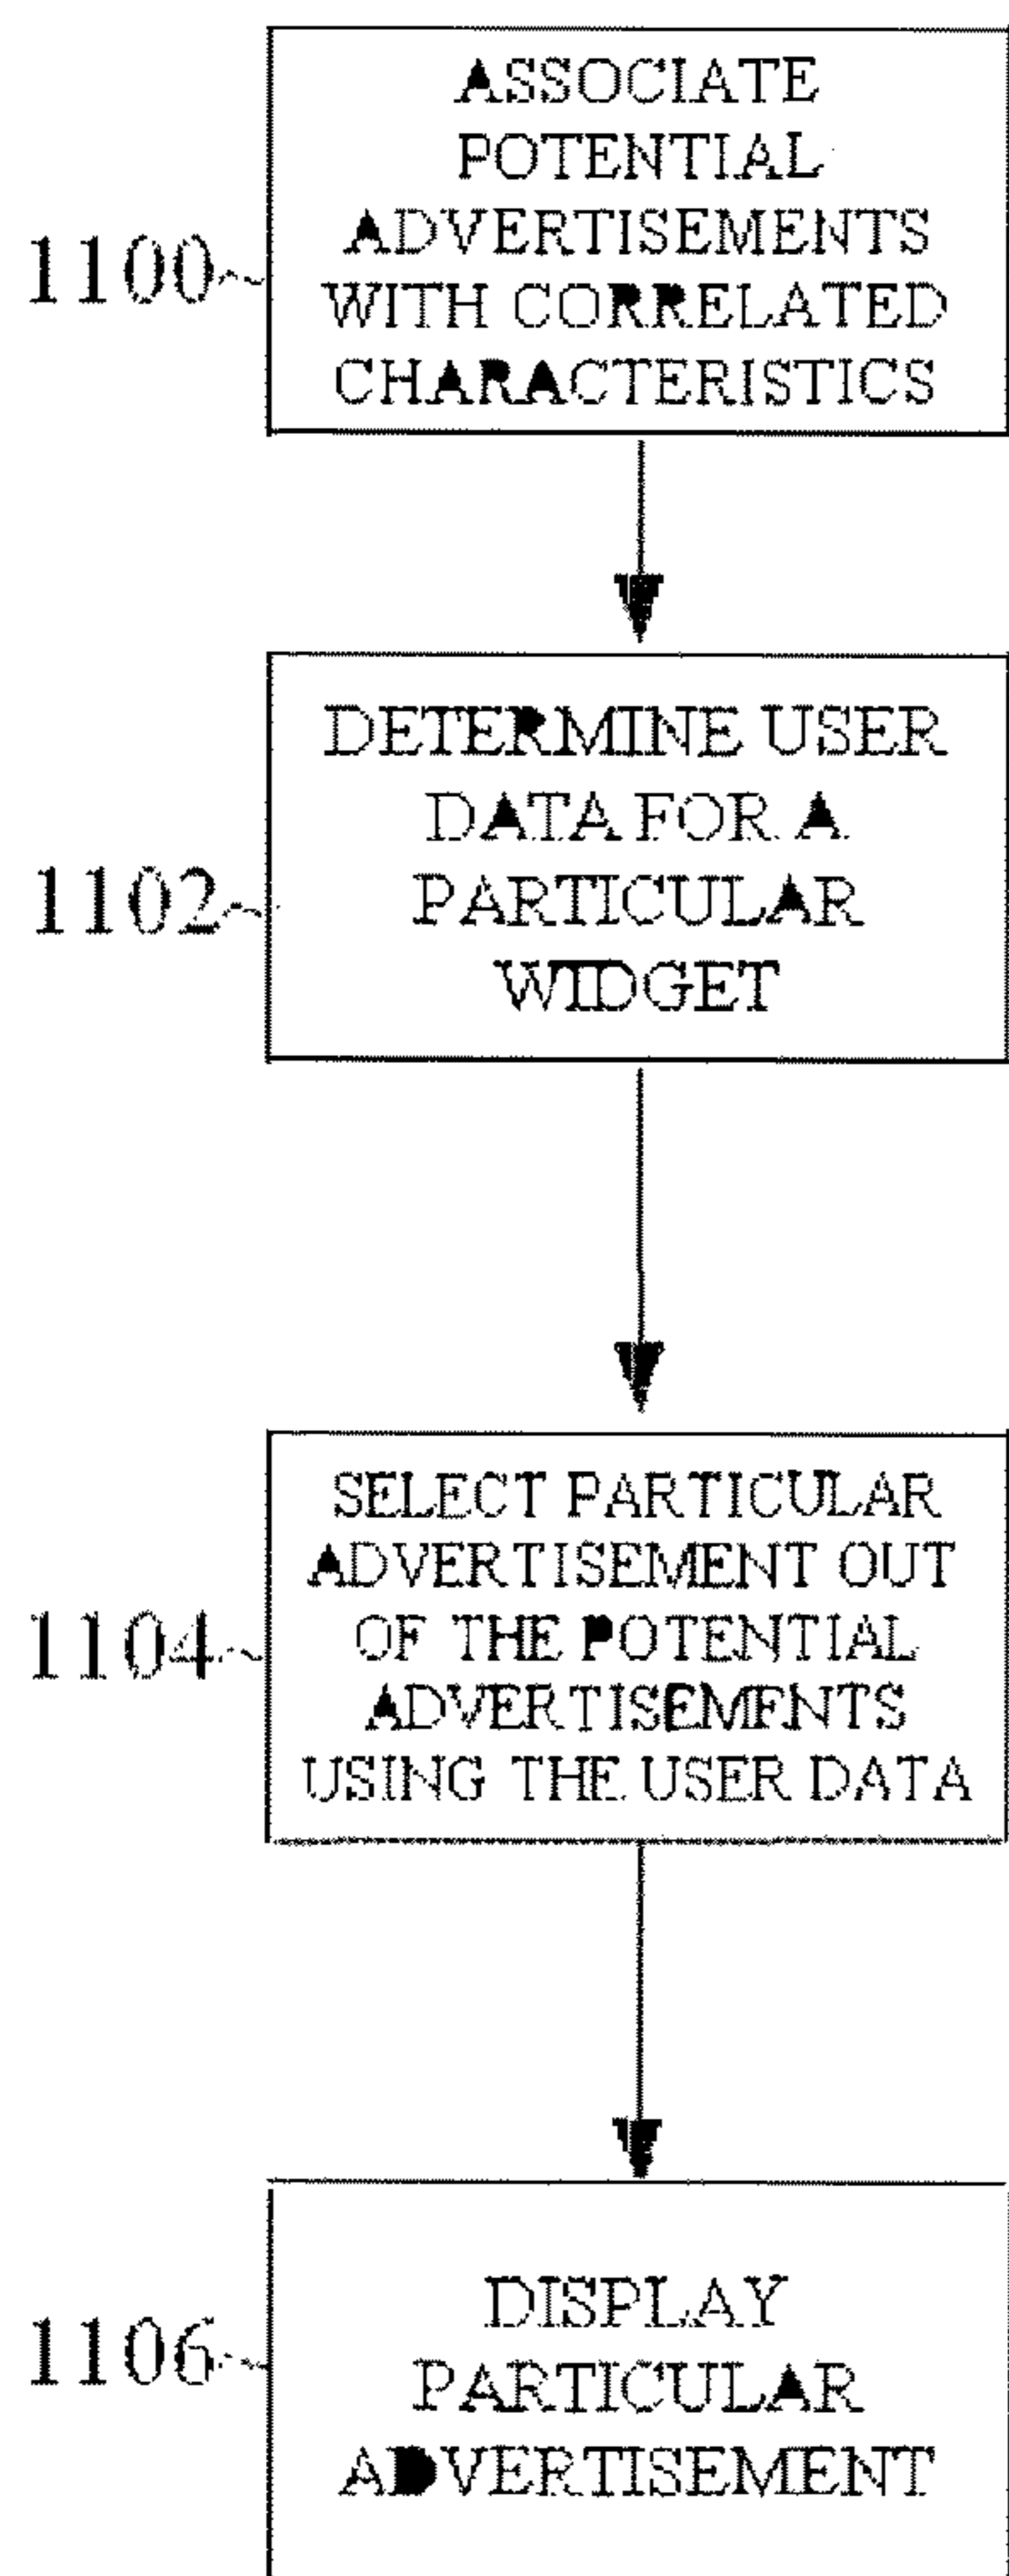 ASSOCIATE
POTENTIAL
ADVERTISEMENTS
1100
WITH CORRELATED
CHARACTERISTICS
DETERMINE USER
DATA FOR A
1102
PARTICULAR
WIDGET
SELECT PARTICULAR
ADVERTISEMENT OUT
1104
OF THE POTENTIAL
ADVERTISEMENTS
USING THE USER DATA
DISPLAY
1106
PARTICULAR
ADVERTISEMENT